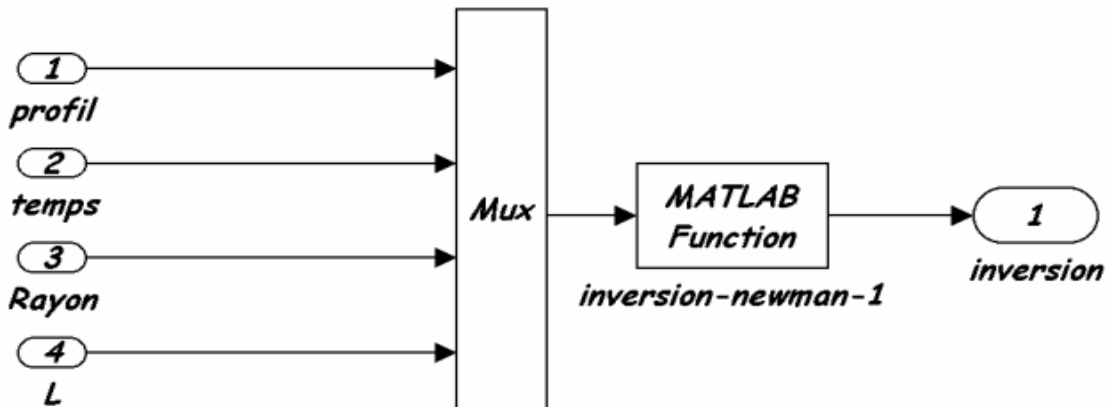 1
profil
2
temps
3
Rayon
4
L
Mux
MATLAB
Function
inversion-newman-1
1
inversion